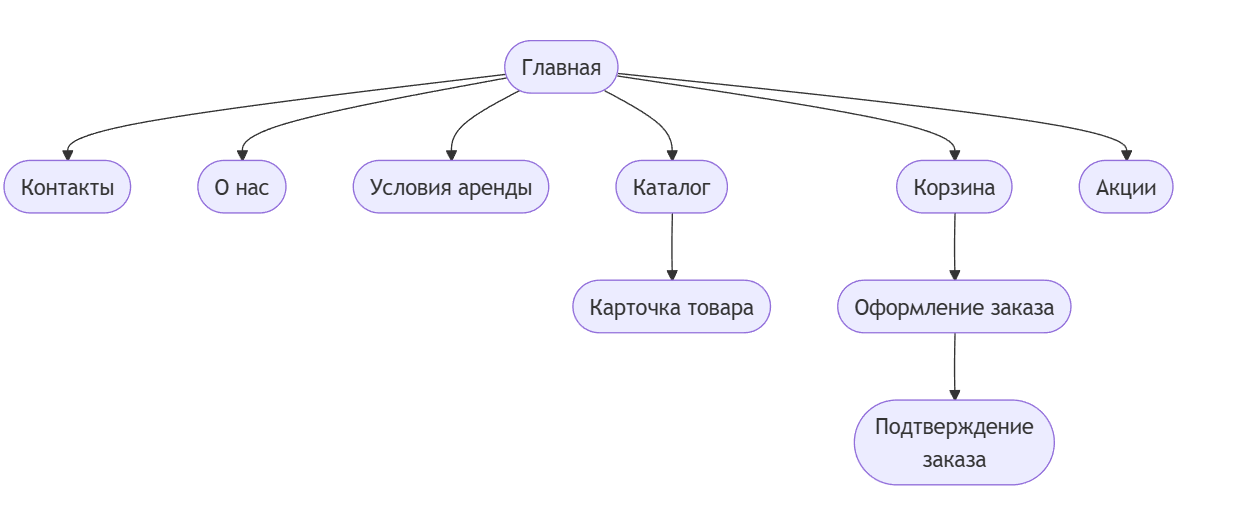 Главная
Контакты
О нас
Условия аренды
Каталог
Корзина
Акции
Карточка товара
Оформление заказа
Подтверждение
заказа